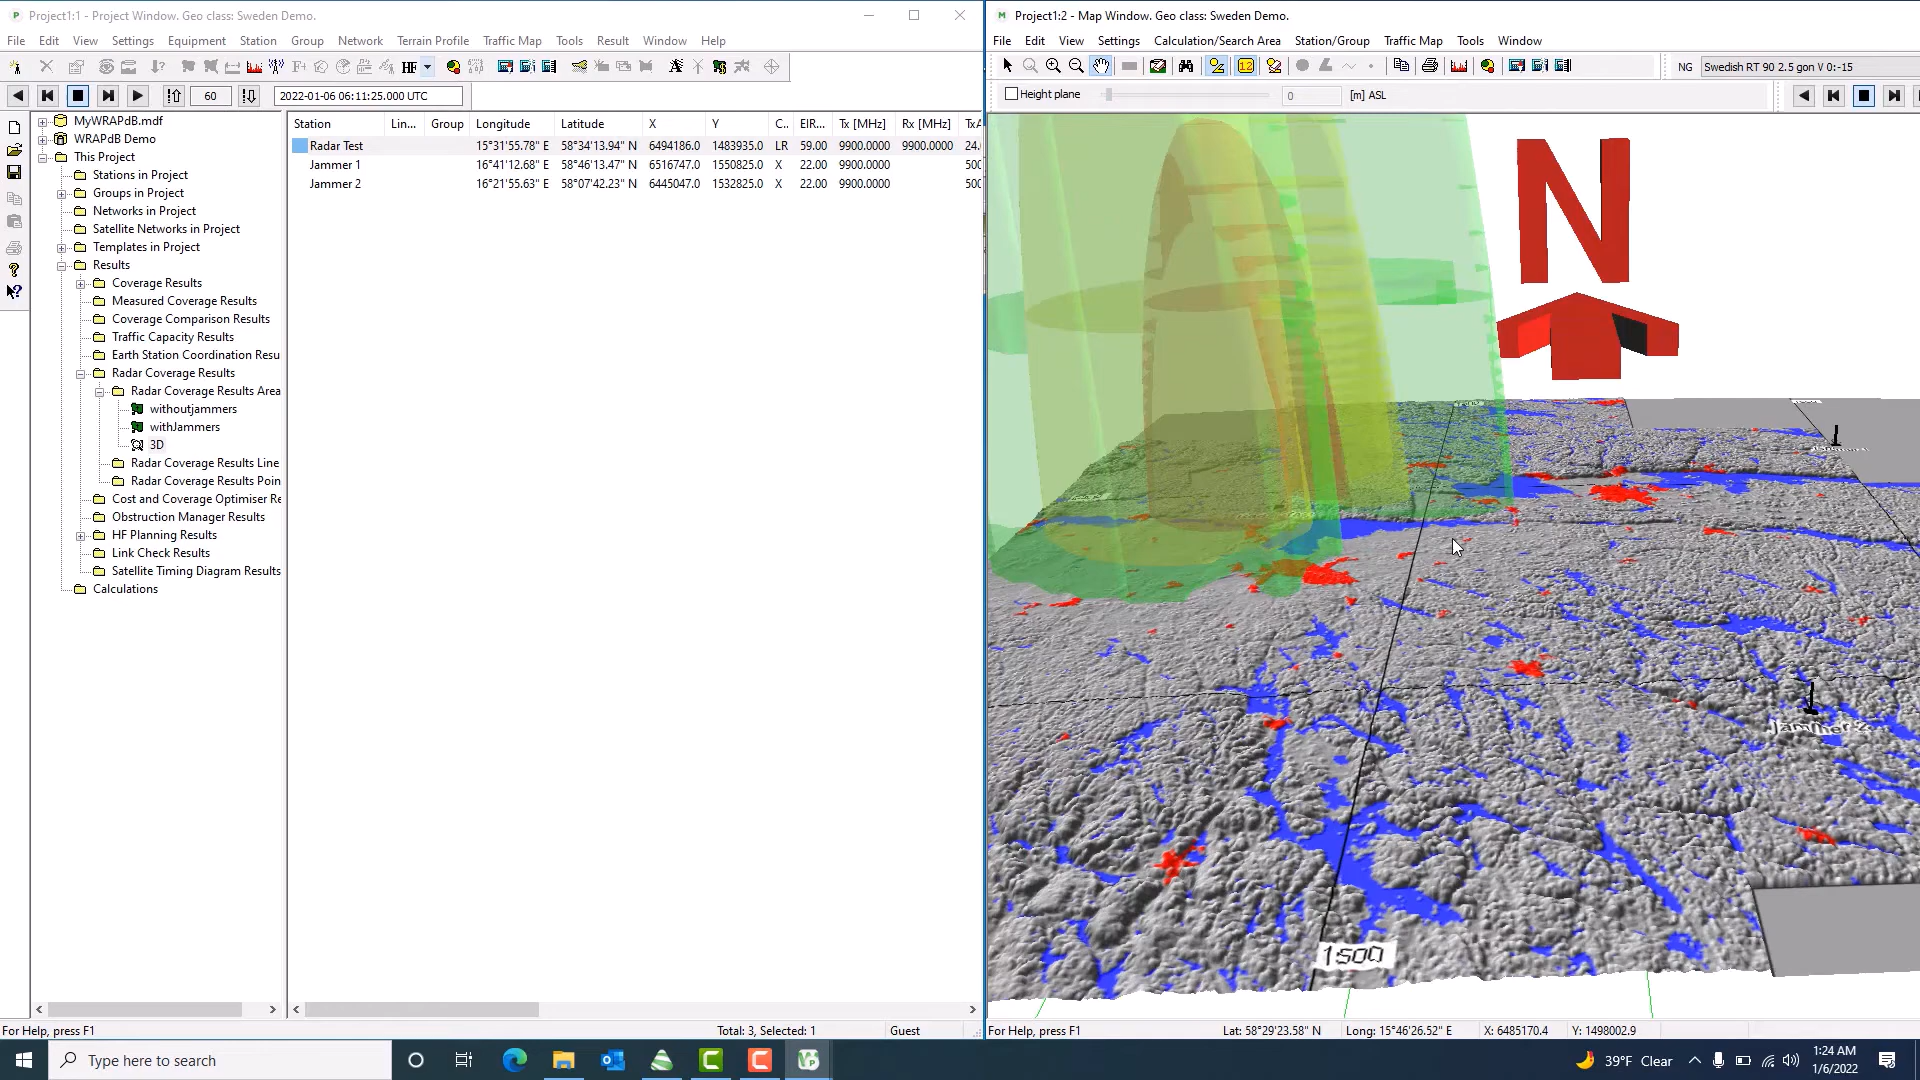 Project1:1 - Project Window. Geo class: Sweden Demo.
File Edit View Settings Equipment Station Group Network Terrain Profile Traffic Map Tools Result Window Help
HF
60 2022-01-06 06:11:25.000 UTC
MyWRAPdB.mdf
WRAPdB Demo
This Project
Stations in Project
Groups in Project
Networks in Project
Satellite Networks in Project
Templates in Project
Results
Coverage Results
Measured Coverage Results
Coverage Comparison Results
Traffic Capacity Results
Earth Station Coordination Resu
Radar Coverage Results
Radar Coverage Results Area
withoutjammers
withJammers
3D
Radar Coverage Results Line
Radar Coverage Results Poin
Cost and Coverage Optimiser Re
Obstruction Manager Results
HF Planning Results
Link Check Results
Satellite Timing Diagram Results
Calculations
Station Lin... Group Longitude Latitude X Y C.. EIR... Tx [MHz] Rx [MHz] TxA
Radar Test 15°31'55.78" E 58°34'13.94" N 6494186.0 1483935.0 LR 59.00 9900.0000 9900.0000 24.
Jammer 1 16°41'12.68" E 58°46'13.47" N 6516747.0 1550825.0 X 22.00 9900.0000 500
Jammer 2 16°21'55.63" E 58°07'42.23" N 6445047.0 1532825.0 X 22.00 9900.0000 500
For Help, press F1 Total: 3, Selected: 1 Guest
Project1:2 - Map Window. Geo class: Sweden Demo.
File Edit View Settings Calculation/Search Area Station/Group Traffic Map Tools Window
12 NG Swedish RT 90 2.5 gon V 0:-15
Height plane 0 [m] ASL
N
Jammer 2
1500
For Help, press F1 Lat: 58°29'23.58" N Long: 15°46'26.52" E X: 6485170.4 Y: 1498002.9
Type here to search
39°F Clear
1:24 AM
1/6/2022